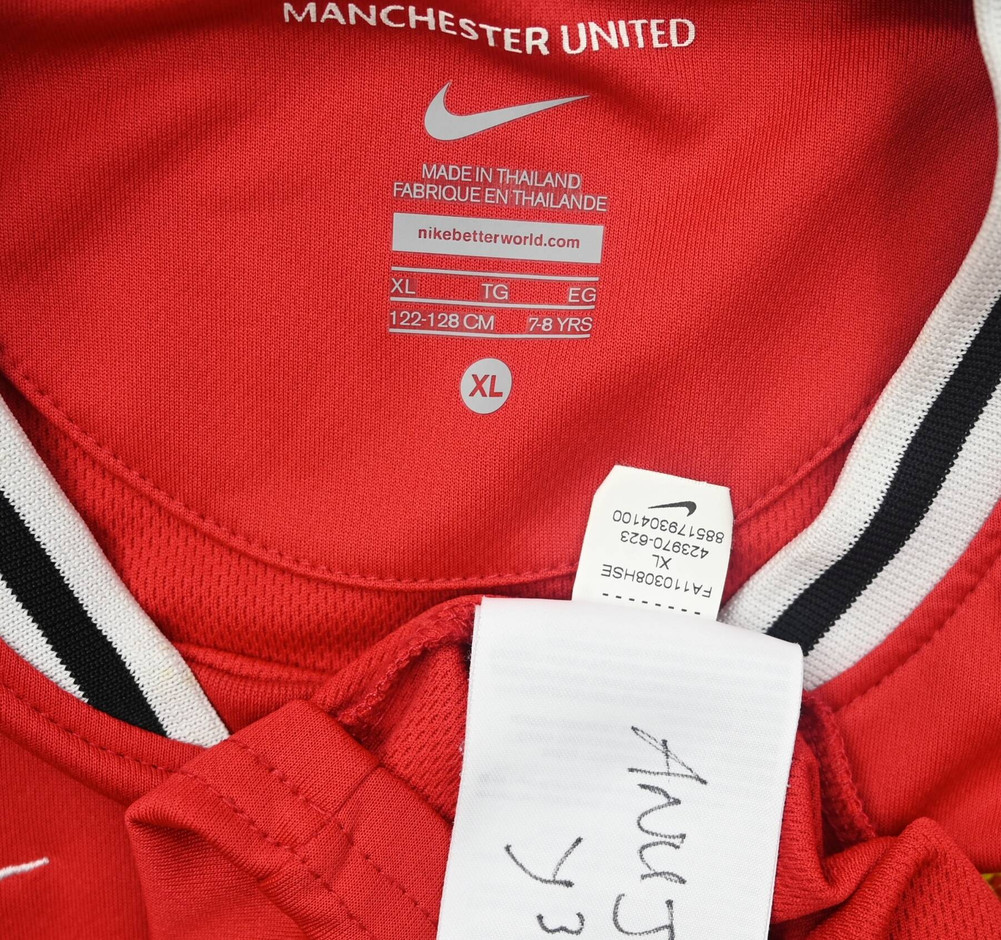 MANCHESTER UNITED
MADE IN THAILAND
FABRIQUE EN THAILANDE
nikebetterworld.com
XL TG EG
122-128 CM 7-8 YRS
XL
885179304100
423970-623
XL
FA110308HSE
Y3